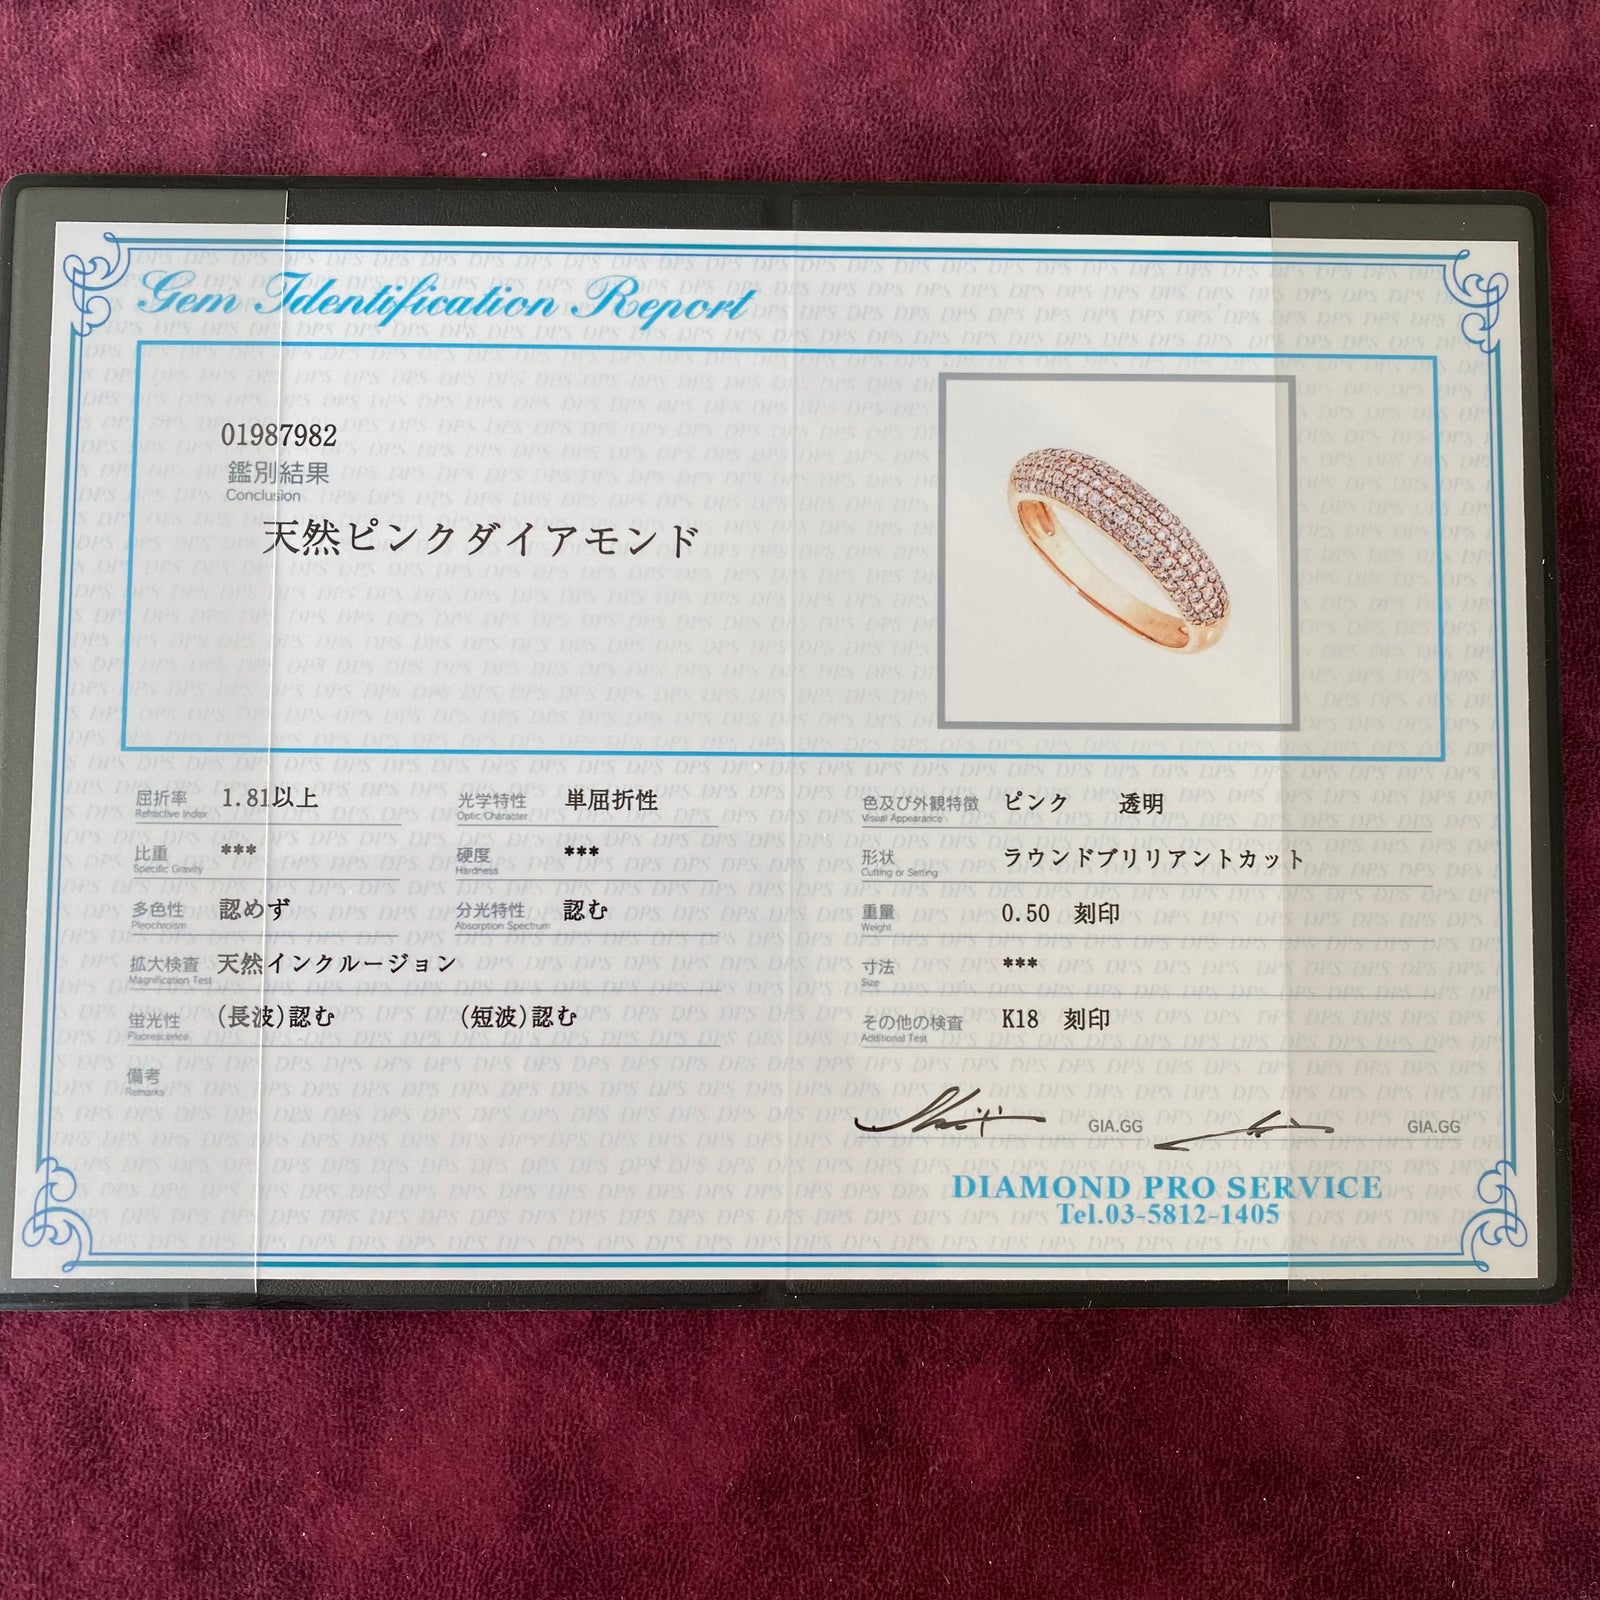 Gem Identification Report
01987982
鑑別結果
Conclusion
天然ピンクダイアモンド
屈折率 1.81以上 光学特性 単屈折性
Refractive Index Optic Character
比重 *** 硬度 ***
Specific Gravity Hardness
多色性 認めず 分光特性 認む
Pleochroism Absorption Spectrum
拡大検査 天然インクルージョン
Magnification Test
蛍光性 (長波)認む (短波)認む
Fluorescence
備考
Remarks
色及び外観特徴 ピンク 透明
Visual Appearance
形状 ラウンドブリリアントカット
Cutting or Setting
重量 0.50 刻印
Weight
寸法 ***
Size
その他の検査 K18 刻印
Additional Test
GIA.GG GIA.GG
DIAMOND PRO SERVICE
Tel.03-5812-1405